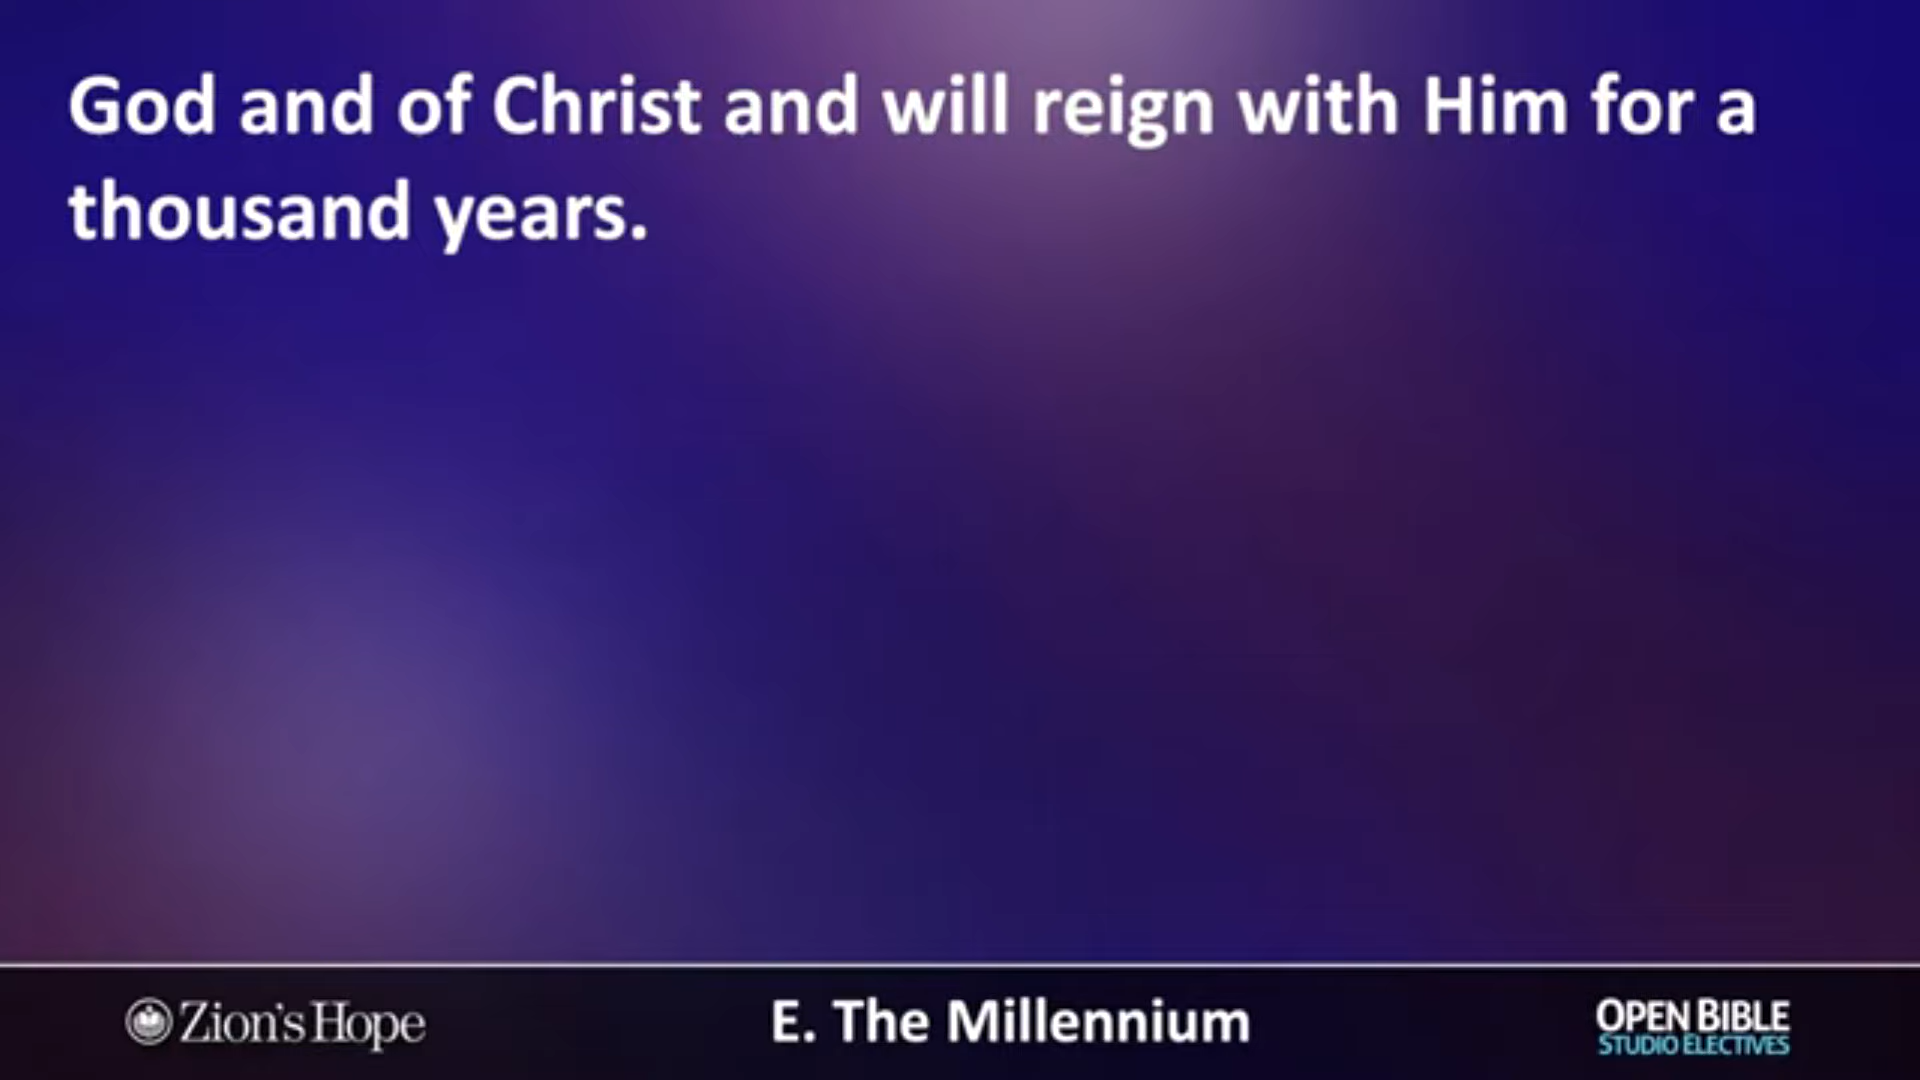 God and of Christ and will reign with Him for a
thousand years.
Zion's Hope
E. The Millennium
OPEN BIBLE
STUDIO ELECTIVES